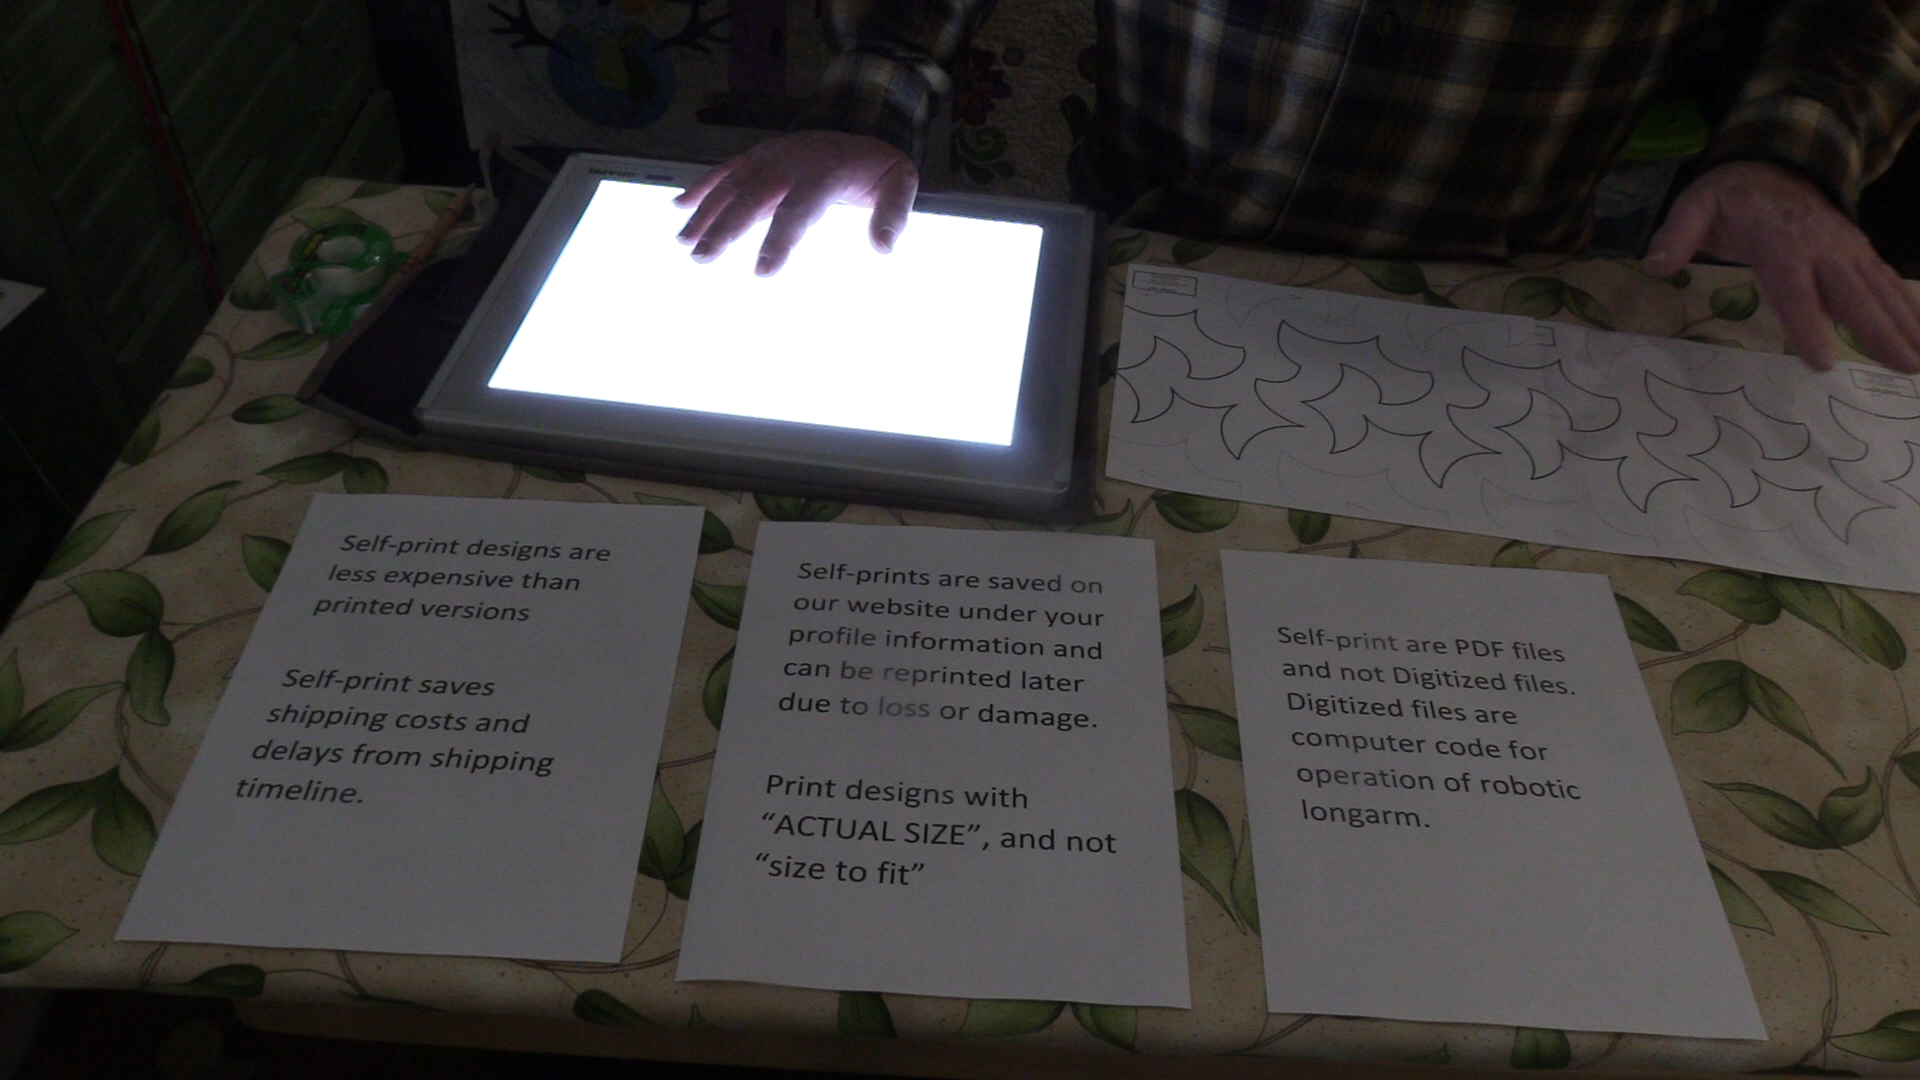 Self-print designs are
less expensive than
printed versions
Self-print saves
shipping costs and
delays from shipping
timeline.
Self-prints are saved on
our website under your
profile information and
can be reprinted later
due to loss or damage.
Print designs with
“ACTUAL SIZE”, and not
“size to fit”
Self-print are PDF files
and not Digitized files.
Digitized files are
computer code for
operation of robotic
longarm.